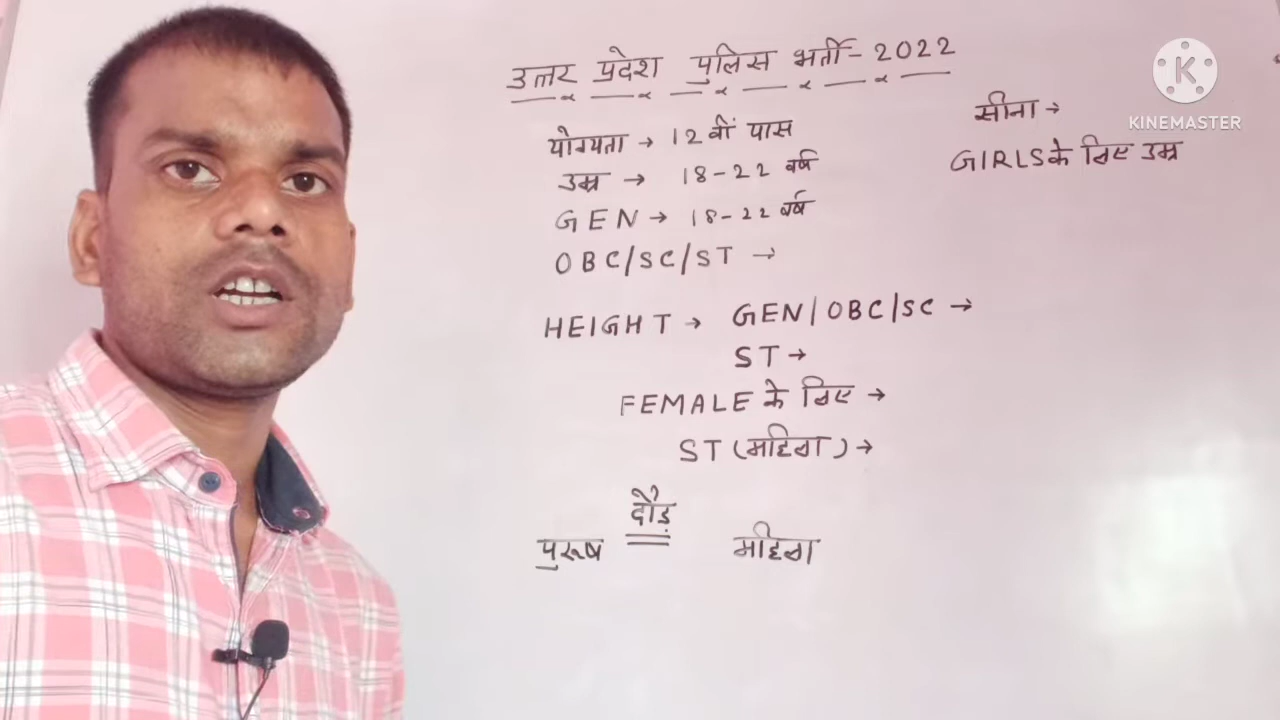 उत्तर प्रदेश पुलिस भर्ती - 2022
योग्यता → 12 वीं पास
उम्र → 18-22 वर्ष
GEN → 18-22 वर्ष
OBC/SC/ST →
HEIGHT → GEN/OBC/SC →
ST →
FEMALE के लिए →
ST (महिला) →
दौड़
पुरूष महिला
सीना →
GIRLS के लिए उम्र
K
KINEMASTER